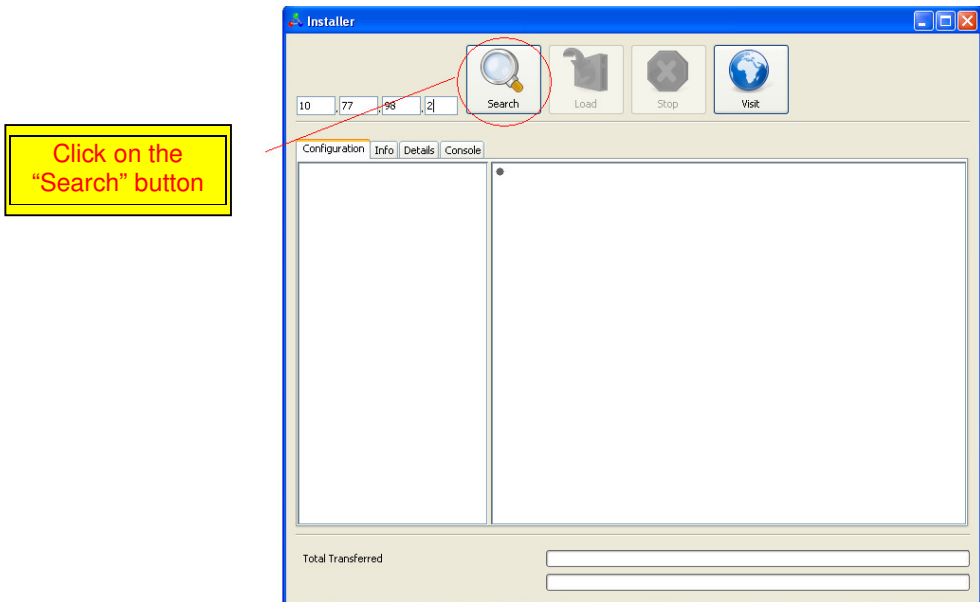 Installer
10 . 77 . 98 . 2
Search Load Stop Visit
Click on the
“Search” button
Configuration Info Details Console
Total Transferred